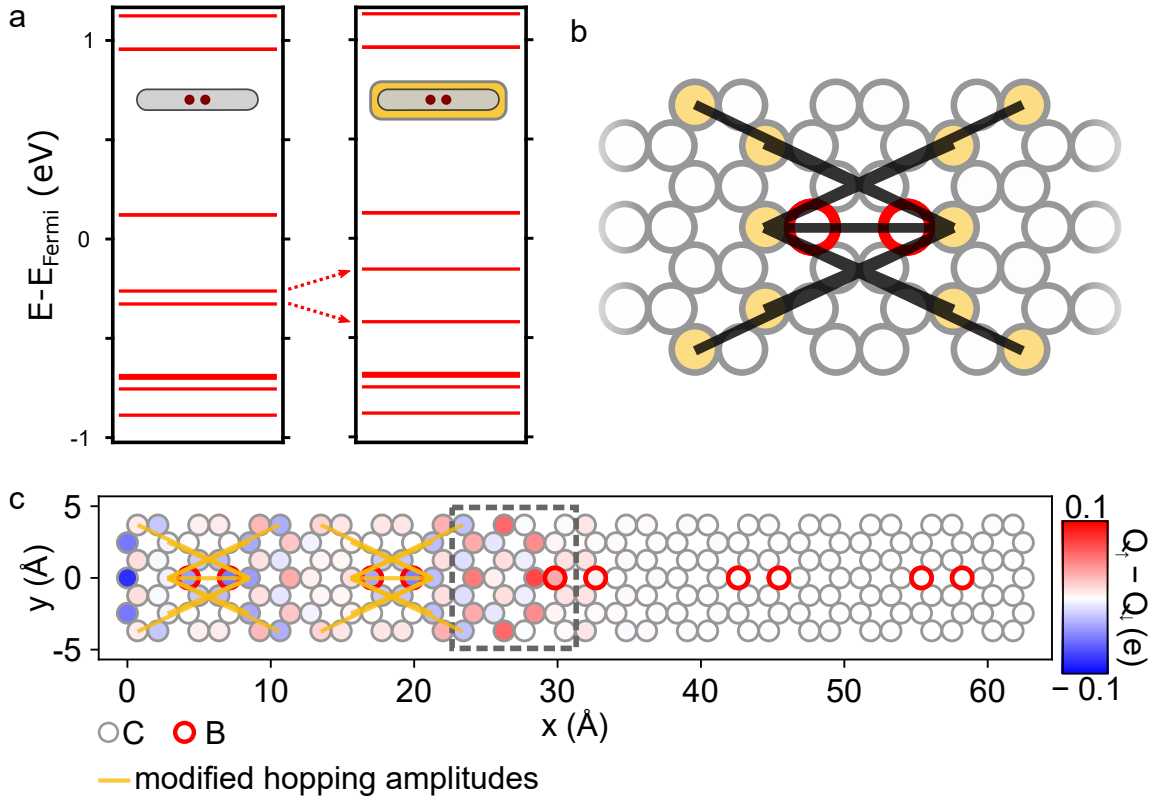 a
b
1
0
-1
E-E_Fermi (eV)
c
5
0
-5
y (Å)
0 10 20 30 40 50 60
x (Å)
0.1
-0.1
Q↑ - Q↓ (e)
C B
modified hopping amplitudes